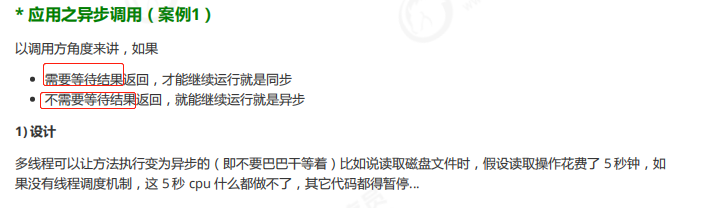 * 应用之异步调用（案例1）
以调用方角度来讲，如果
需要等待结果返回，才能继续运行就是同步
不需要等待结果返回，就能继续运行就是异步
1) 设计
多线程可以让方法执行变为异步的（即不要巴巴干等着）比如说读取磁盘文件时，假设读取操作花费了 5 秒钟，如
果没有线程调度机制，这 5 秒 cpu 什么都做不了，其它代码都得暂停...